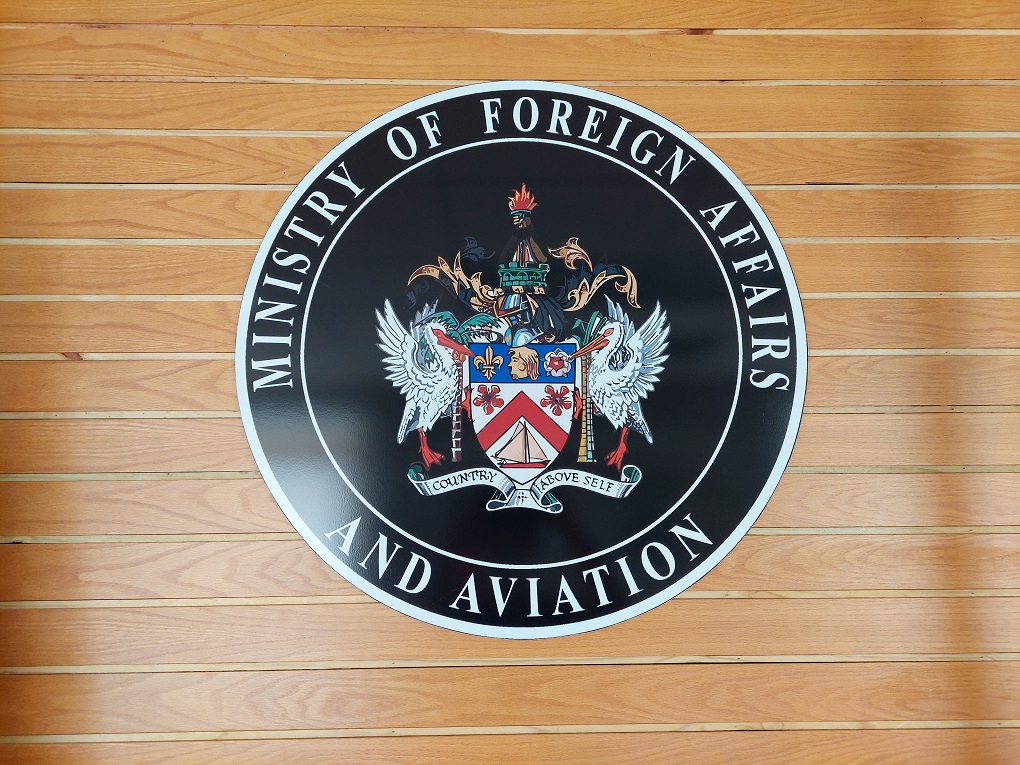 MINISTRY OF FOREIGN AFFAIRS
AND AVIATION
COUNTRY ABOVE SELF